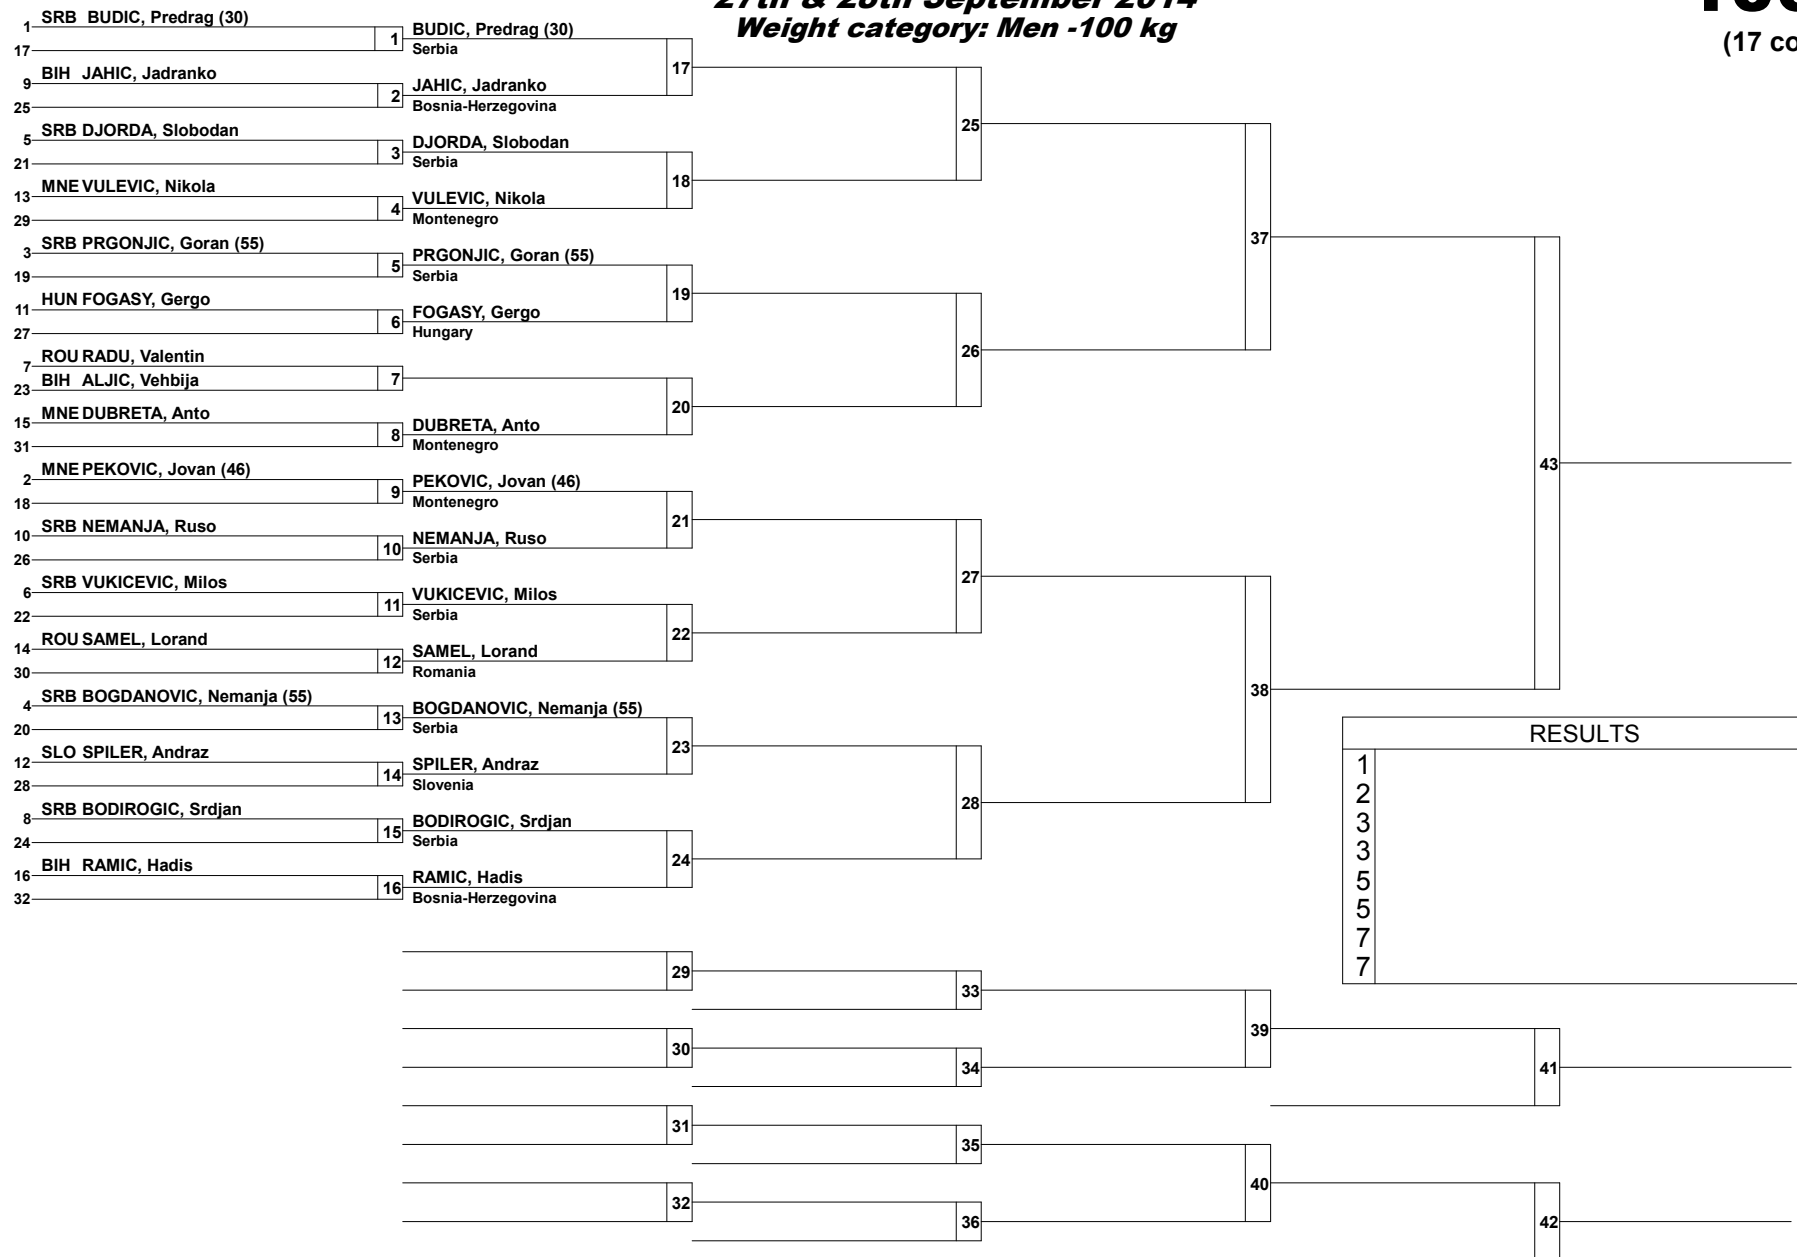 27th & 28th September 2014
Weight category: Men -100 kg
(17 co
1 SRB BUDIC, Predrag (30)
17
1 BUDIC, Predrag (30)
Serbia
9 BIH JAHIC, Jadranko
25
2 JAHIC, Jadranko
Bosnia-Herzegovina
17
5 SRB DJORDA, Slobodan
21
3 DJORDA, Slobodan
Serbia
13 MNE VULEVIC, Nikola
29
4 VULEVIC, Nikola
Montenegro
18
25
3 SRB PRGONJIC, Goran (55)
19
5 PRGONJIC, Goran (55)
Serbia
11 HUN FOGASY, Gergo
27
6 FOGASY, Gergo
Hungary
19
7 ROU RADU, Valentin
23 BIH ALJIC, Vehbija
7
15 MNE DUBRETA, Anto
31
8 DUBRETA, Anto
Montenegro
20
26
37
2 MNE PEKOVIC, Jovan (46)
18
9 PEKOVIC, Jovan (46)
Montenegro
10 SRB NEMANJA, Ruso
26
10 NEMANJA, Ruso
Serbia
21
6 SRB VUKICEVIC, Milos
22
11 VUKICEVIC, Milos
Serbia
14 ROU SAMEL, Lorand
30
12 SAMEL, Lorand
Romania
22
27
4 SRB BOGDANOVIC, Nemanja (55)
20
13 BOGDANOVIC, Nemanja (55)
Serbia
12 SLO SPILER, Andraz
28
14 SPILER, Andraz
Slovenia
23
8 SRB BODIROGIC, Srdjan
24
15 BODIROGIC, Srdjan
Serbia
16 BIH RAMIC, Hadis
32
16 RAMIC, Hadis
Bosnia-Herzegovina
24
28
38
43
RESULTS
1
2
3
3
5
5
7
7
29
33
30
34
39
41
31
35
32
36
40
42